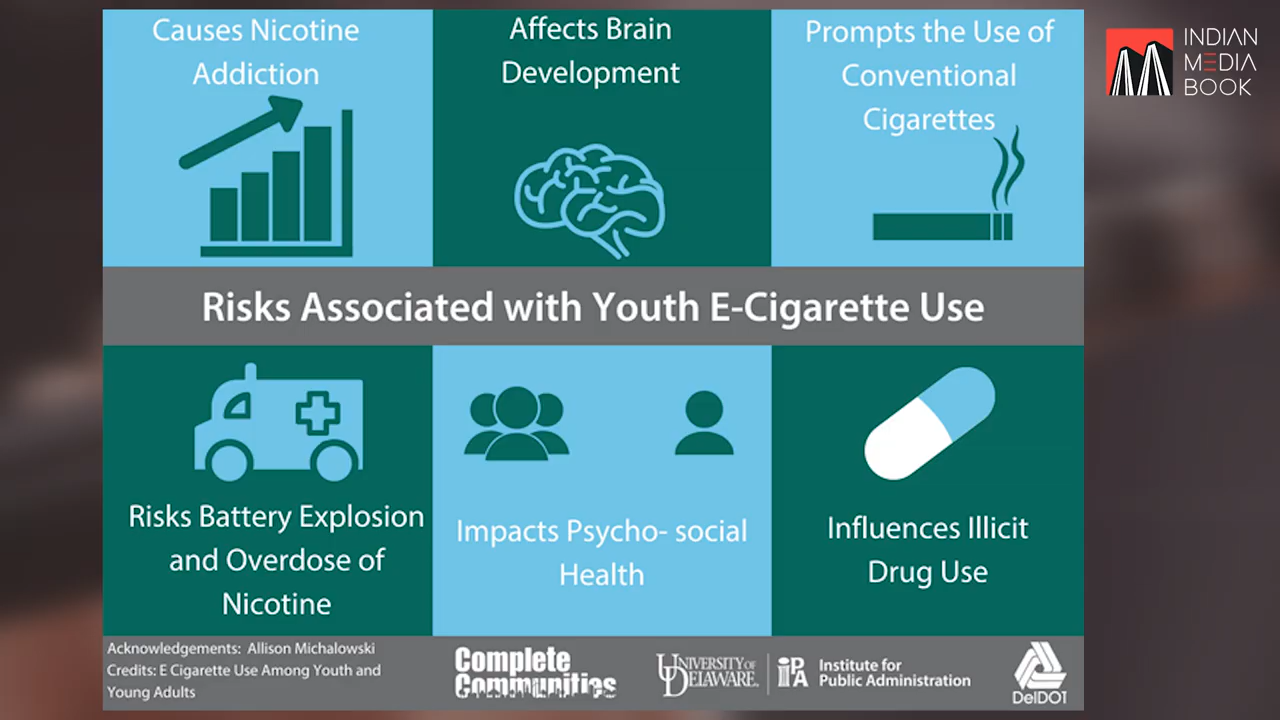 Causes Nicotine
Addiction
Affects Brain
Development
Prompts the Use of
Conventional
Cigarettes
INDIAN
MEDIA
BOOK
Risks Associated with Youth E-Cigarette Use
Risks Battery Explosion
and Overdose of
Nicotine
Impacts Psycho- social
Health
Influences Illicit
Drug Use
Acknowledgements: Allison Michalowski
Credits: E Cigarette Use Among Youth and
Young Adults
Complete
Communities
UNIVERSITY OF
DELAWARE.
IPA
Institute for
Public Administration
DelDOT